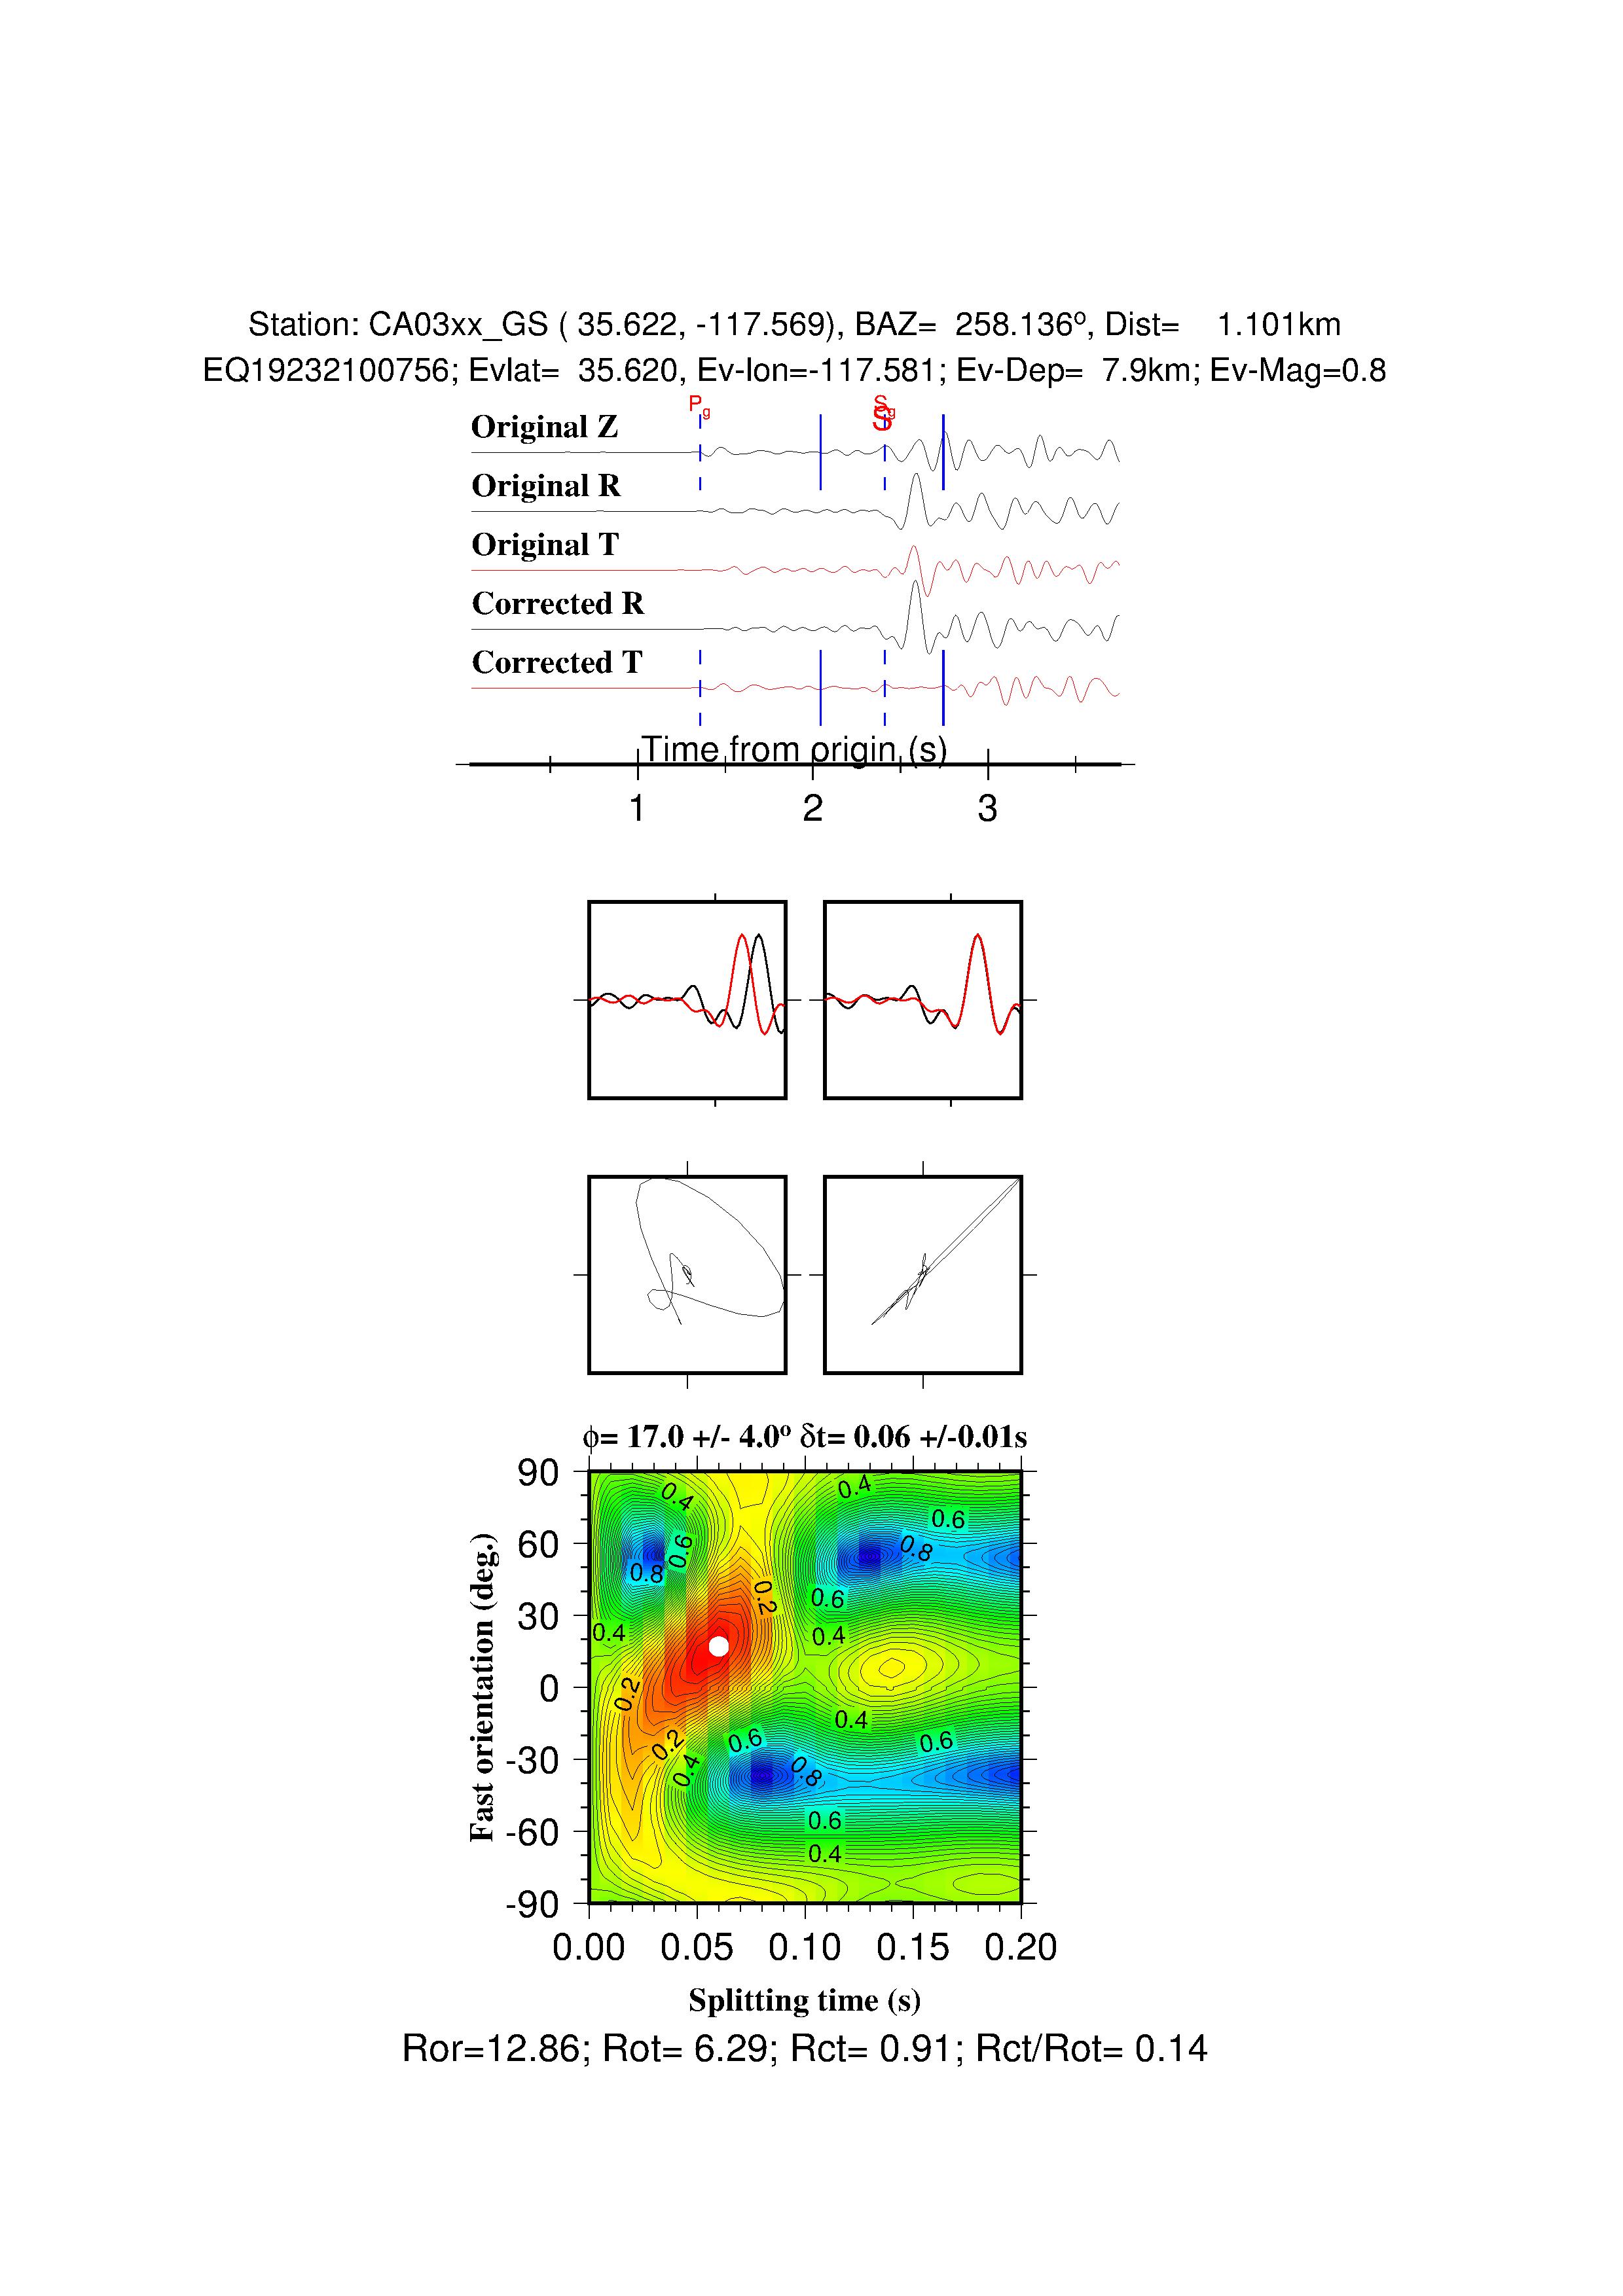 Station: CA03xx_GS ( 35.622, -117.569), BAZ=  258.136º, Dist=    1.101km
EQ19232100756; Evlat=  35.620, Ev-lon=-117.581; Ev-Dep=  7.9km; Ev-Mag=0.8
Pg Sg
S
Original Z
Original R
Original T
Corrected R
Corrected T
Time from origin (s)
1 2 3
ϕ= 17.0 +/- 4.0º δt= 0.06 +/-0.01s
90
60
30
0
-30
-60
-90
Fast orientation (deg.)
0.4 0.4
0.6
0.6 0.8
0.8
0.2 0.6
0.4 0.4
0.2
0.4
0.2 0.6 0.6
0.4 0.8
0.6
0.4
0.00 0.05 0.10 0.15 0.20
Splitting time (s)
Ror=12.86; Rot= 6.29; Rct= 0.91; Rct/Rot= 0.14